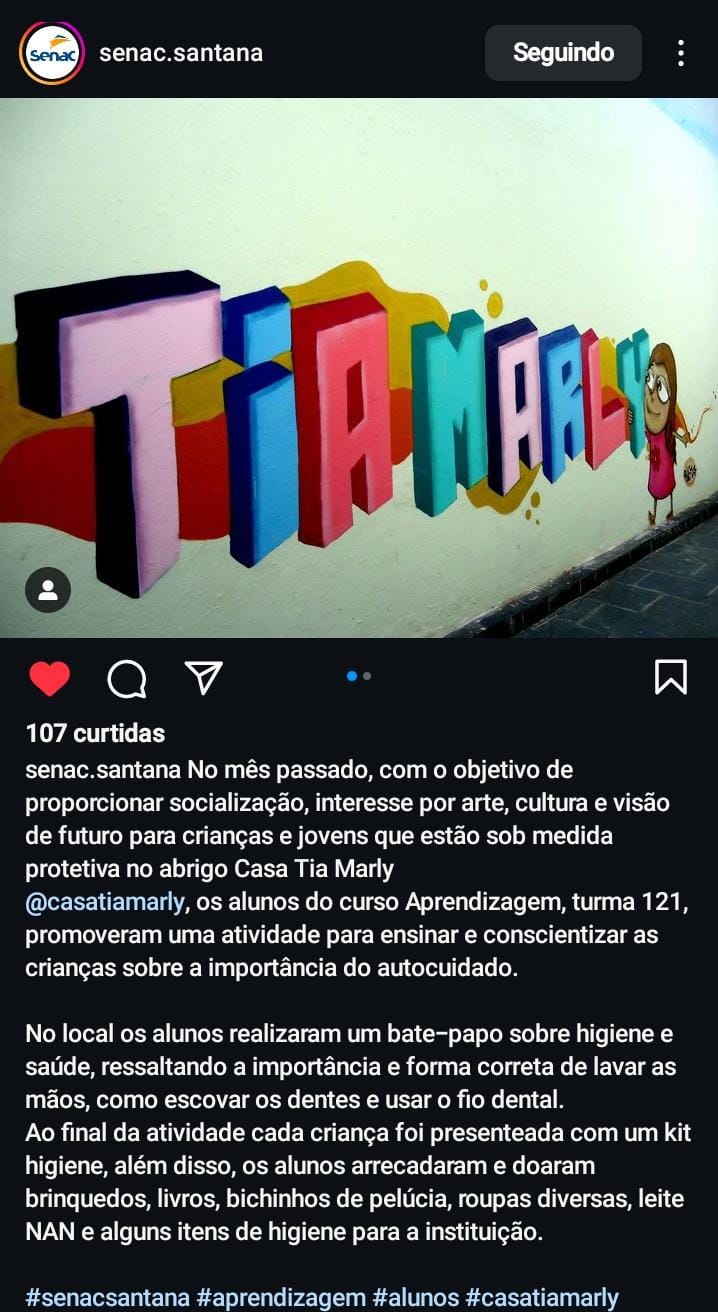 Senac
senac.santana
Seguindo
TiA MARLY
107 curtidas
senac.santana No mês passado, com o objetivo de
proporcionar socialização, interesse por arte, cultura e visão
de futuro para crianças e jovens que estão sob medida
protetiva no abrigo Casa Tia Marly
@casatiamarly, os alunos do curso Aprendizagem, turma 121,
promoveram uma atividade para ensinar e conscientizar as
crianças sobre a importância do autocuidado.
No local os alunos realizaram um bate-papo sobre higiene e
saúde, ressaltando a importância e forma correta de lavar as
mãos, como escovar os dentes e usar o fio dental.
Ao final da atividade cada criança foi presenteada com um kit
higiene, além disso, os alunos arrecadaram e doaram
brinquedos, livros, bichinhos de pelúcia, roupas diversas, leite
NAN e alguns itens de higiene para a instituição.
#senacsantana #aprendizagem #alunos #casatiamarly